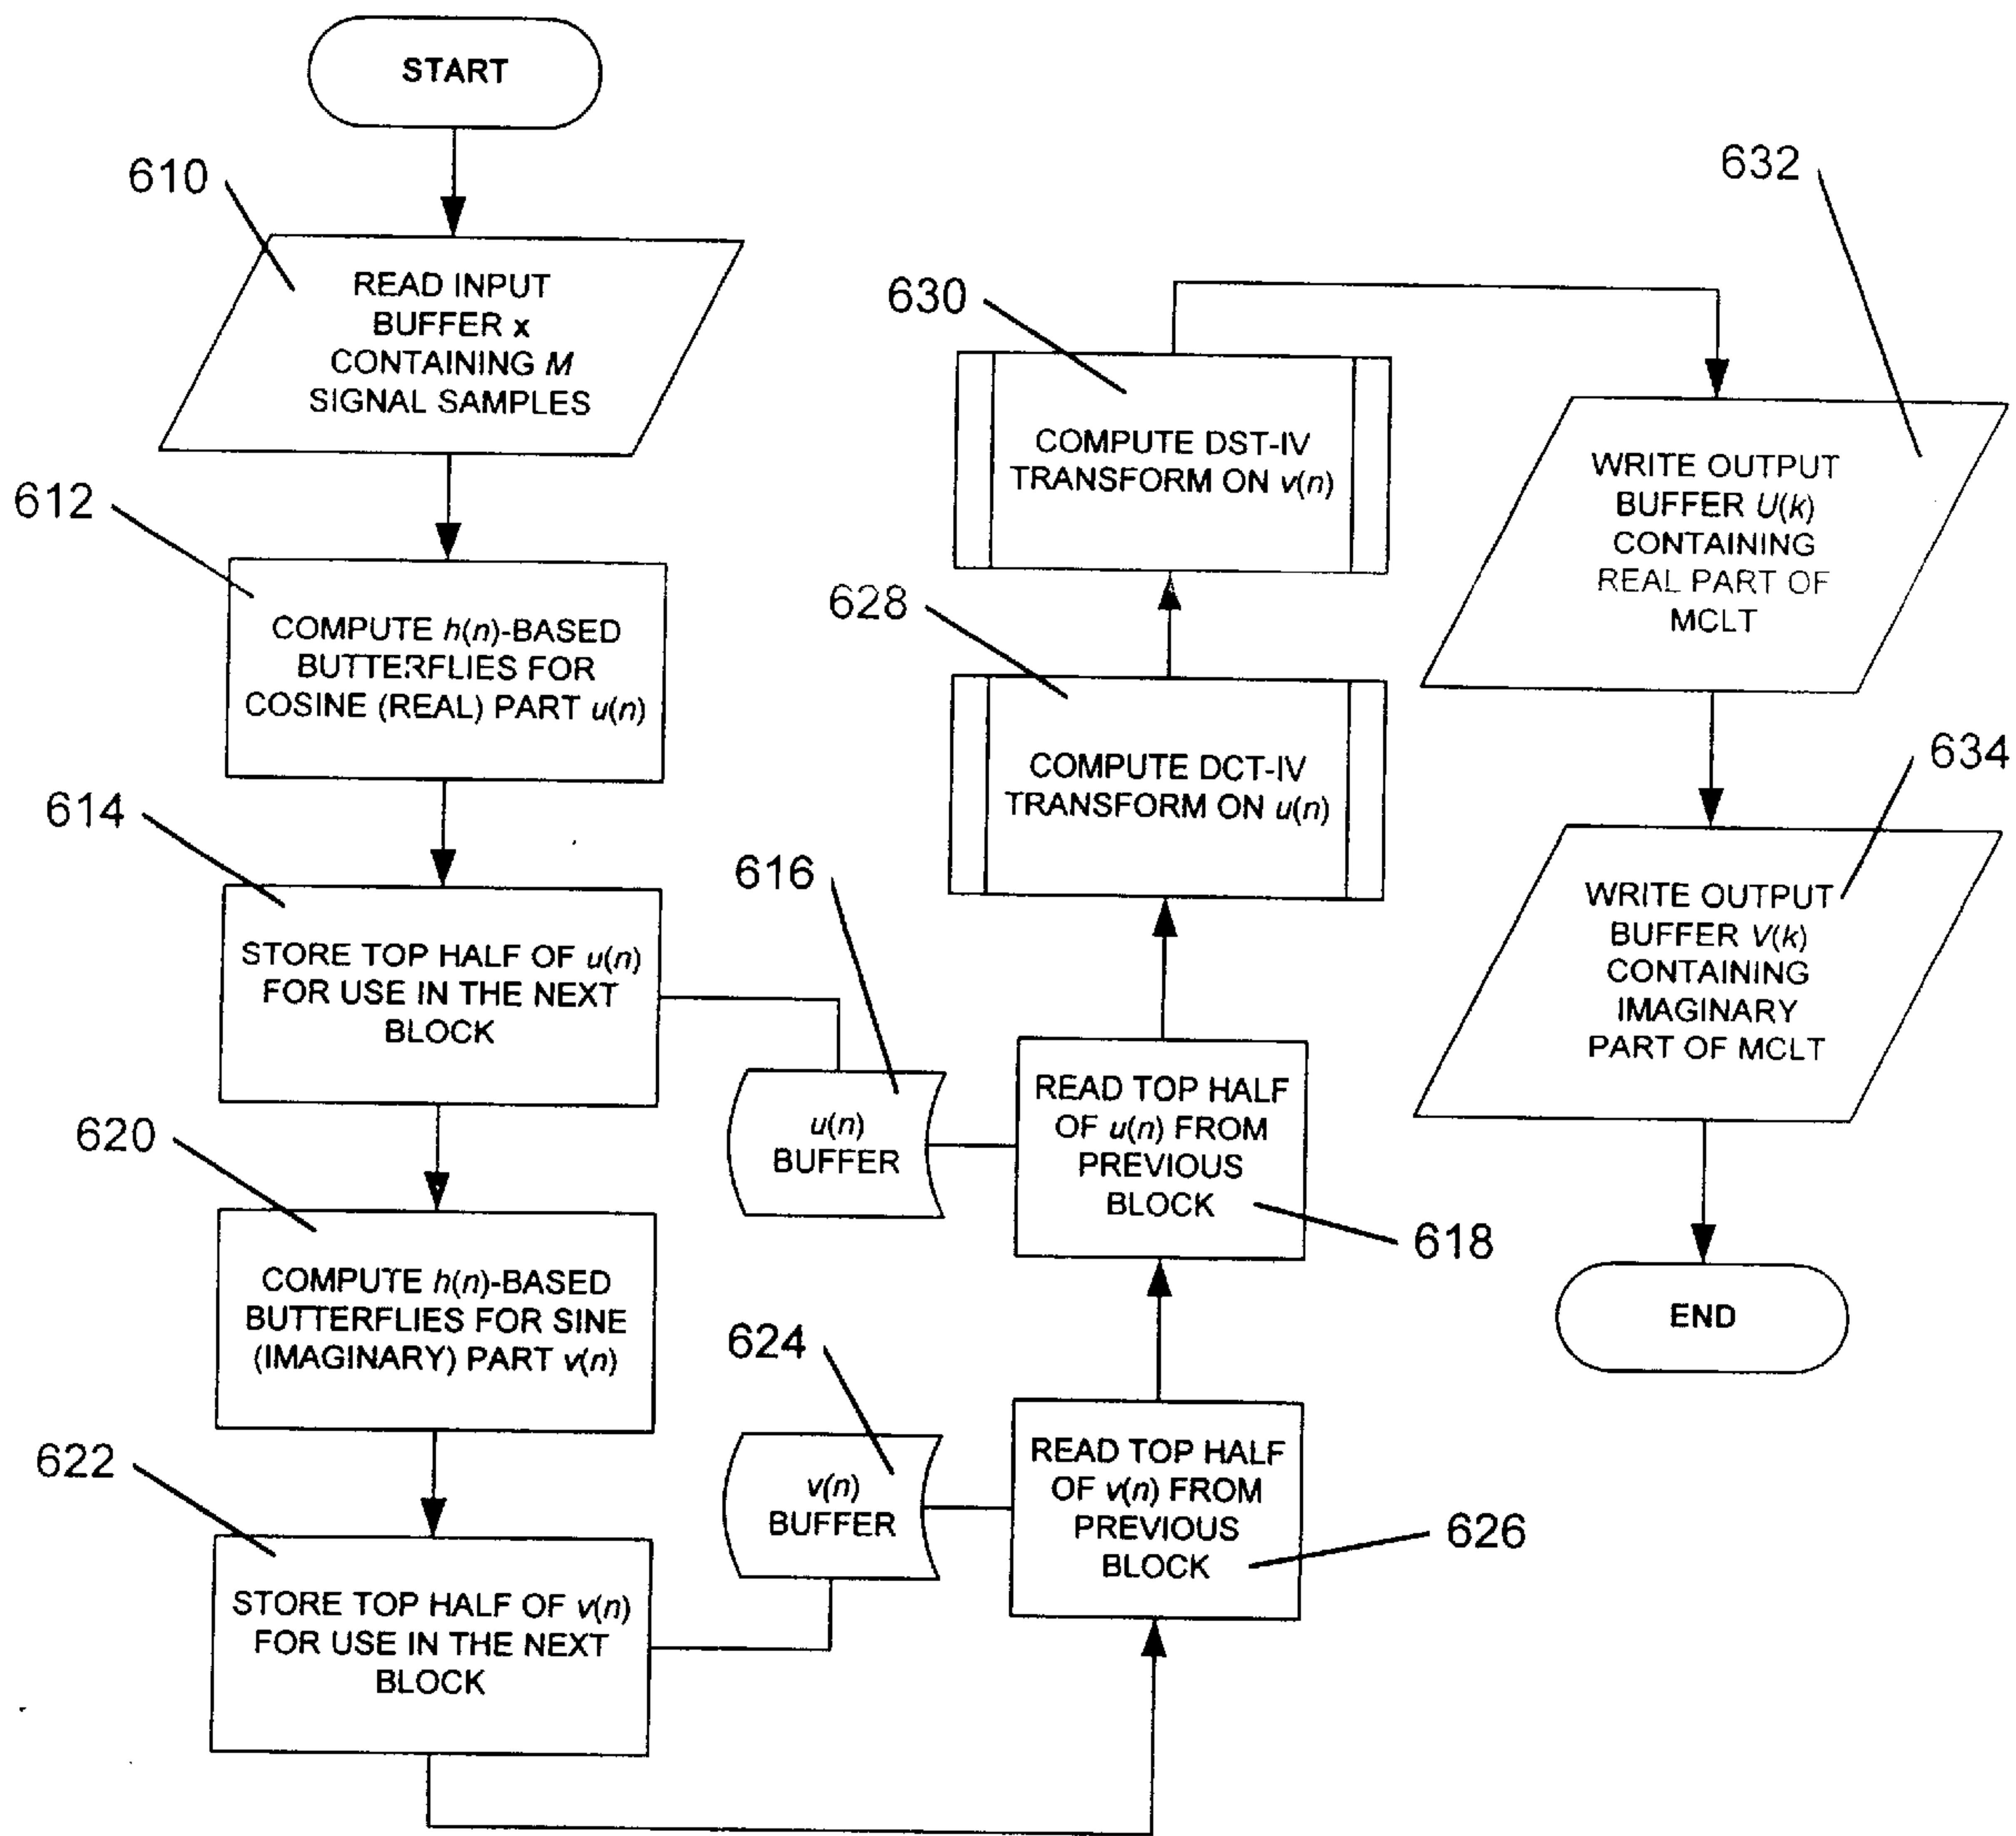 START
610
READ INPUT
BUFFER x
CONTAINING M
SIGNAL SAMPLES
612
COMPUTE h(n)-BASED
BUTTERFLIES FOR
COSINE (REAL) PART u(n)
614
STORE TOP HALF OF u(n)
FOR USE IN THE NEXT
BLOCK
616
u(n)
BUFFER
620
COMPUTE h(n)-BASED
BUTTERFLIES FOR SINE
(IMAGINARY) PART v(n)
622
STORE TOP HALF OF v(n)
FOR USE IN THE NEXT
BLOCK
624
v(n)
BUFFER
READ TOP HALF
OF v(n) FROM
PREVIOUS
BLOCK
626
READ TOP HALF
OF u(n) FROM
PREVIOUS
BLOCK
618
628
COMPUTE DCT-IV
TRANSFORM ON u(n)
630
COMPUTE DST-IV
TRANSFORM ON v(n)
632
WRITE OUTPUT
BUFFER U(k)
CONTAINING
REAL PART OF
MCLT
634
WRITE OUTPUT
BUFFER V(k)
CONTAINING
IMAGINARY
PART OF MCLT
END